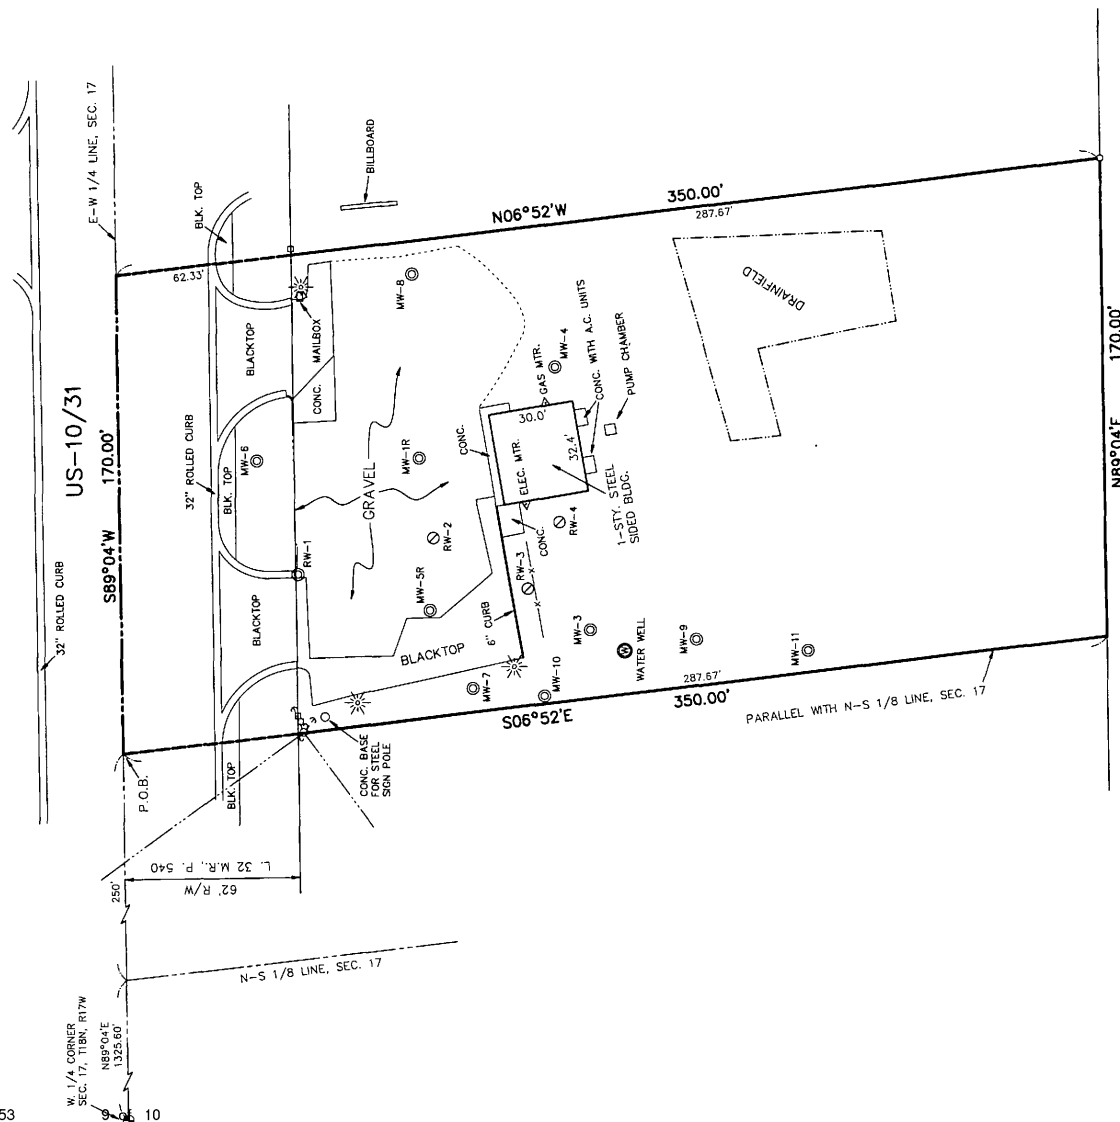 US-10/31
E-W 1/4 LINE, SEC. 17
BLK. TOP
BILLBOARD
N06°52'W
350.00'
287.67'
62.33'
BLACKTOP
MAILBOX
CONC.
MW-8
DRAINFIELD
S89°04'W
170.00'
32" ROLLED CURB
32" ROLLED CURB
MW-6
BLK. TOP
GRAVEL
MW-1R
CONC.
30.0'
32.4'
ELEC. MTR.
GAS MTR.
MW-4
CONC. WITH A.C. UNITS
PUMP CHAMBER
N89°04'E
170.00'
RW-1
RW-2
RW-4
1-STY. STEEL
SIDED BLDG.
CONC.
RW-3
X
X
MW-5R
6" CURB
BLACKTOP
BLACKTOP
MW-3
W
WATER WELL
MW-9
MW-11
MW-7
MW-10
S06°52'E
350.00'
287.67'
PARALLEL WITH N-S 1/8 LINE, SEC. 17
CONC. BASE
FOR STEEL
SIGN POLE
P.O.B.
BLK. TOP
62' R/W
L. 32 M.R., P. 540
250'
N-S 1/8 LINE, SEC. 17
W. 1/4 CORNER
SEC. 17, T18N, R17W
N89°04'E
1325.60'
53
9
10